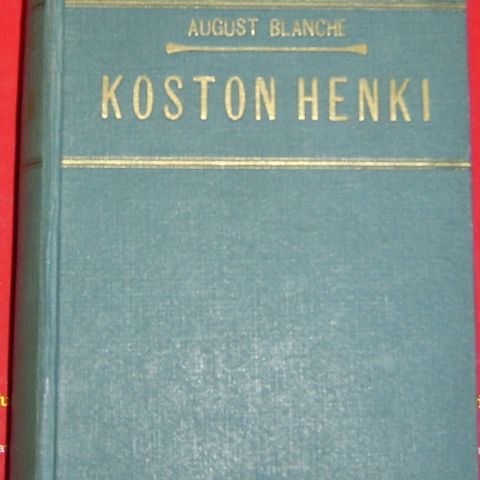 AUGUST BLANCHE
KOSTON HENKI